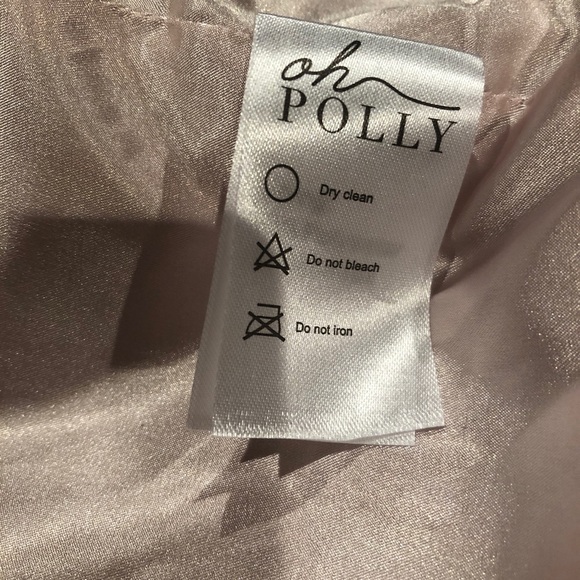 oh
POLLY
Dry clean
Do not bleach
Do not iron